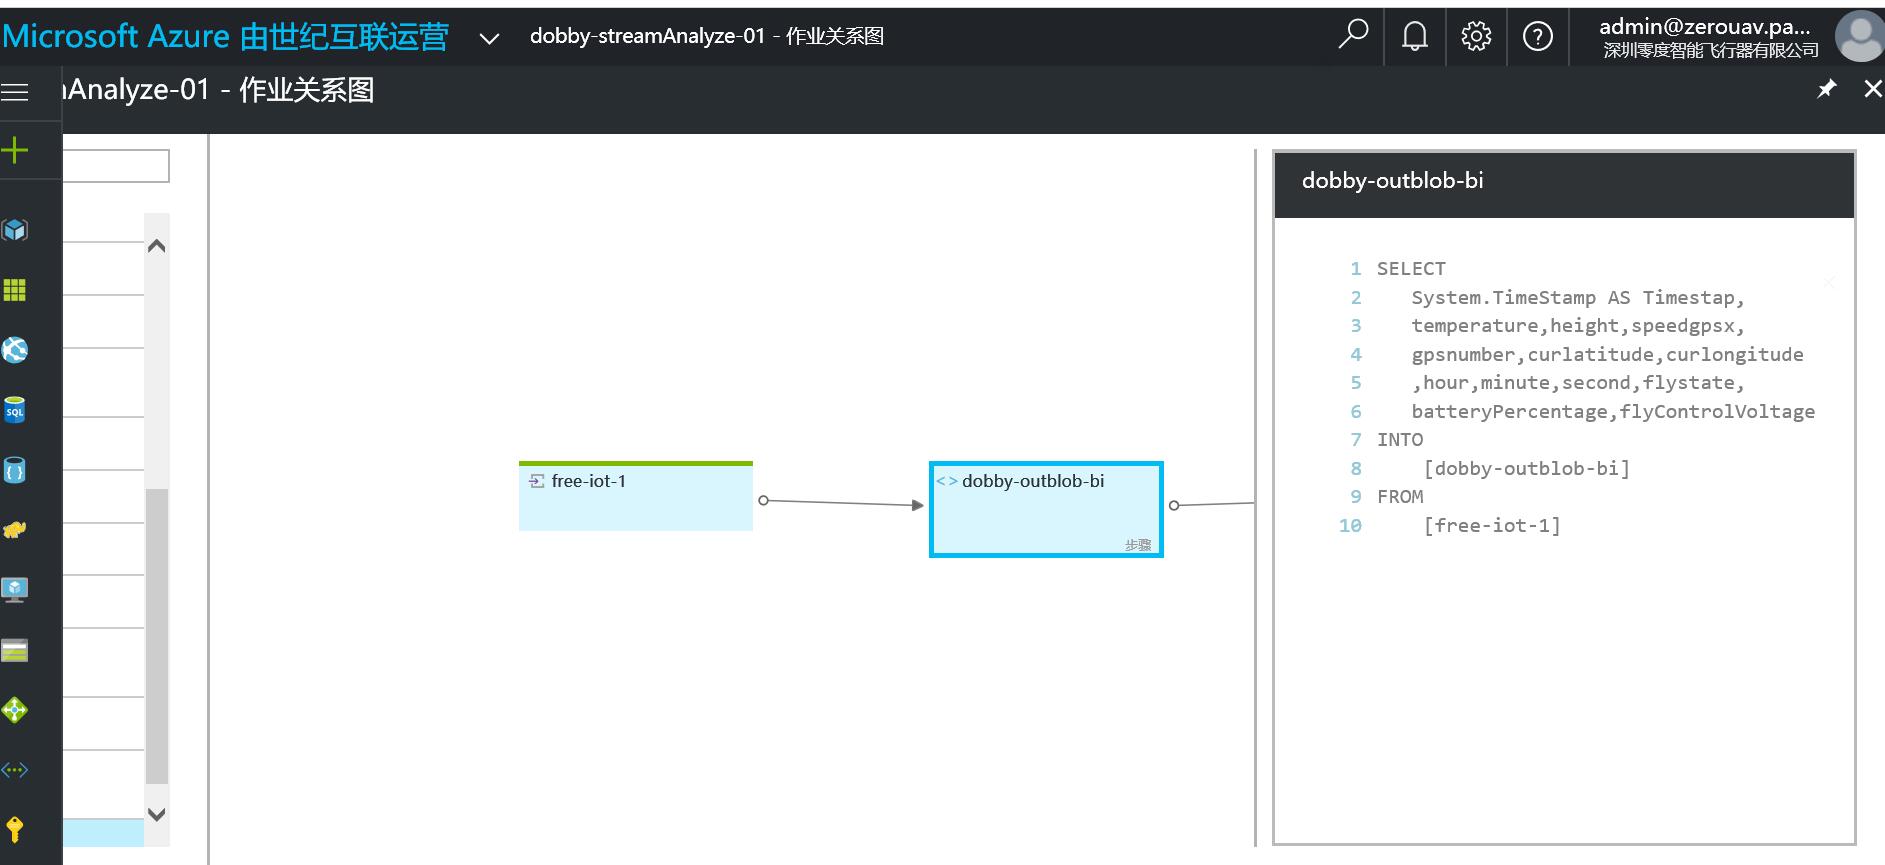 Microsoft Azure 由世纪互联运营
dobby-streamAnalyze-01 - 作业关系图
admin@zerouav.pa...
深圳零度智能飞行器有限公司
Analyze-01 - 作业关系图
SQL
free-iot-1
<> dobby-outblob-bi
步骤
dobby-outblob-bi
1 SELECT
2 System.TimeStamp AS Timestap,
3 temperature,height,speedgpsx,
4 gpsnumber,curlatitude,curlongitude
5 ,hour,minute,second,flystate,
6 batteryPercentage,flyControlVoltage
7 INTO
8 [dobby-outblob-bi]
9 FROM
10 [free-iot-1]